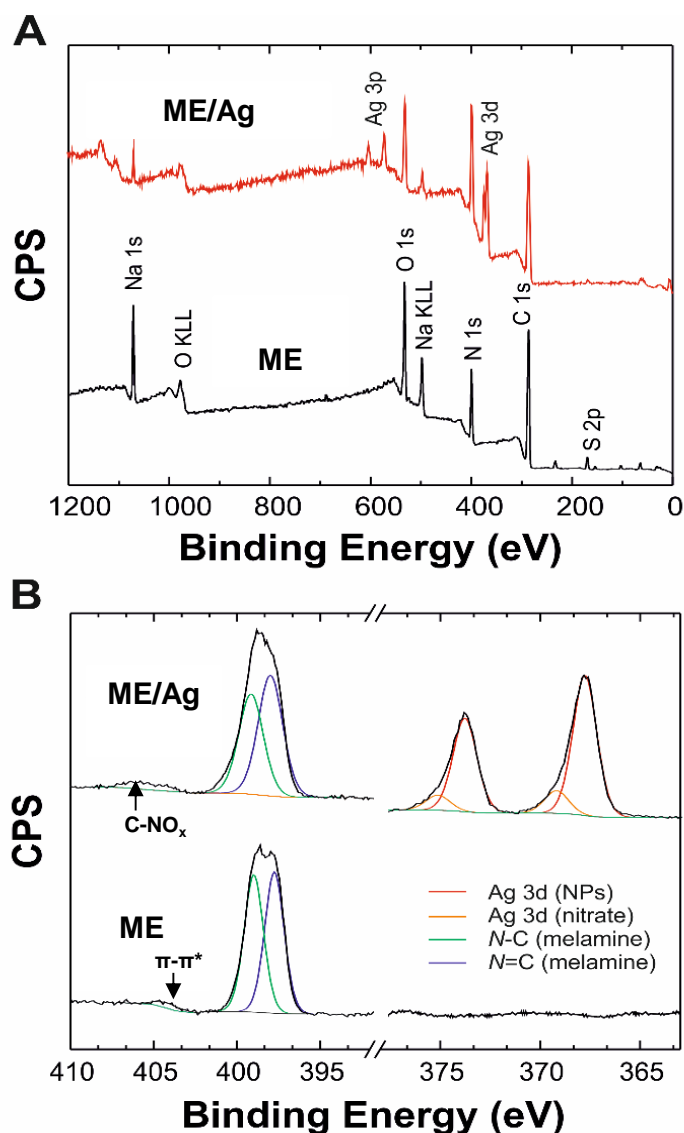 A
ME/Ag
Ag 3p
Ag 3d
CPS
Na 1s
O KLL
ME
O 1s
Na KLL
N 1s
C 1s
S 2p
1200 1000 800 600 400 200 0
Binding Energy (eV)
B
ME/Ag
C-NOₓ
CPS
ME
π-π*
Ag 3d (NPs)
Ag 3d (nitrate)
N-C (melamine)
N=C (melamine)
410 405 400 395 375 370 365
Binding Energy (eV)